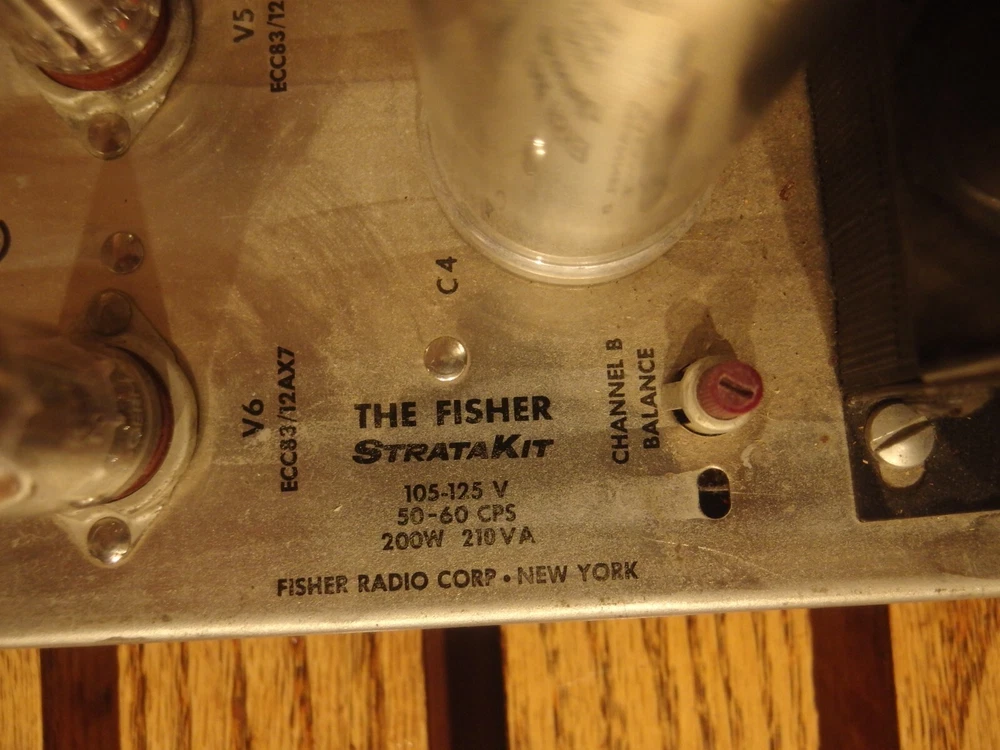 V5
ECC83/12
C4
V6
ECC83/12AX7
THE FISHER
STRATAKIT
105-125 V
50-60 CPS
200W 210VA
FISHER RADIO CORP • NEW YORK
CHANNEL B
BALANCE